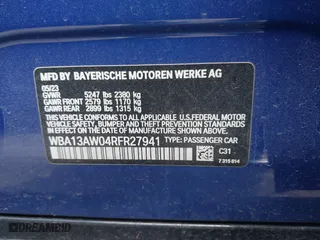 MFD BY BAYERISCHE MOTOREN WERKE AG
05/23
GVWR 5247 lbs 2380 kg
GAWR FRONT 2579 lbs 1170 kg
GAWR REAR 2899 lbs 1315 kg
THIS VEHICLE CONFORMS TO ALL APPLICABLE
U.S. FEDERAL MOTOR VEHICLE SAFETY, BUMPER,
AND THEFT PREVENTION STANDARDS
IN EFFECT ON THE DATE OF
MANUFACTURE SHOWN ABOVE.
WBA13AW04RFR27941 TYPE: PASSENGER CAR
C31
7 315 614
DREAMBID